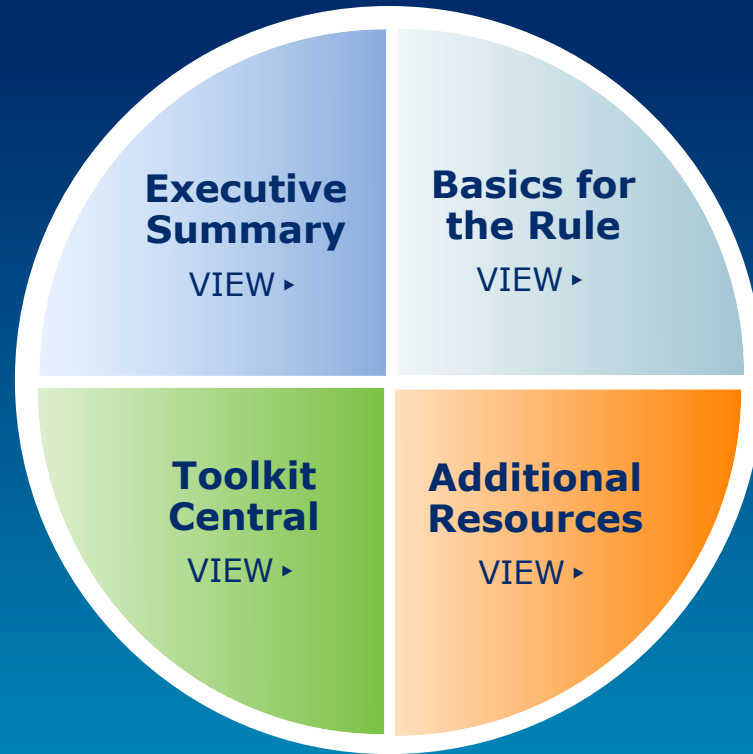 Executive
Summary
VIEW ▸
Basics for
the Rule
VIEW ▸
Toolkit
Central
VIEW ▸
Additional
Resources
VIEW ▸